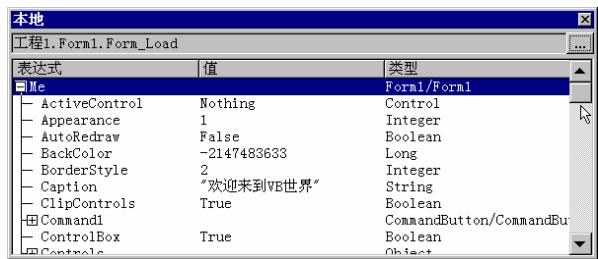 本地
工程1.Form1.Form_Load
...
表达式 值 类型
Me Form1/Form1
ActiveControl Nothing Control
Appearance 1 Integer
AutoRedraw False Boolean
BackColor -2147483633 Long
BorderStyle 2 Integer
Caption "欢迎来到VB世界" String
ClipControls True Boolean
Command1 CommandButton/CommandBu
ControlBox True Boolean
Controls Object